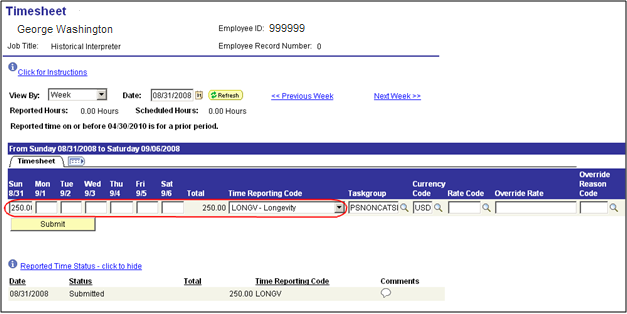 Timesheet
George Washington Employee ID: 999999
Job Title: Historical Interpreter Employee Record Number: 0
Click for Instructions
View By: Week Date: 08/31/2008 Refresh << Previous Week Next Week >>
Reported Hours: 0.00 Hours Scheduled Hours: 0.00 Hours
Reported time on or before 04/30/2010 is for a prior period.
From Sunday 08/31/2008 to Saturday 09/06/2008
Timesheet
Sun 8/31 Mon 9/1 Tue 9/2 Wed 9/3 Thu 9/4 Fri 9/5 Sat 9/6 Total Time Reporting Code Taskgroup Currency Code Rate Code Override Rate Override Reason Code
250.00 LONGV - Longevity USD
Submit
Reported Time Status - click to hide
Date Status Total Time Reporting Code Comments
08/31/2008 Submitted 250.00 LONGV